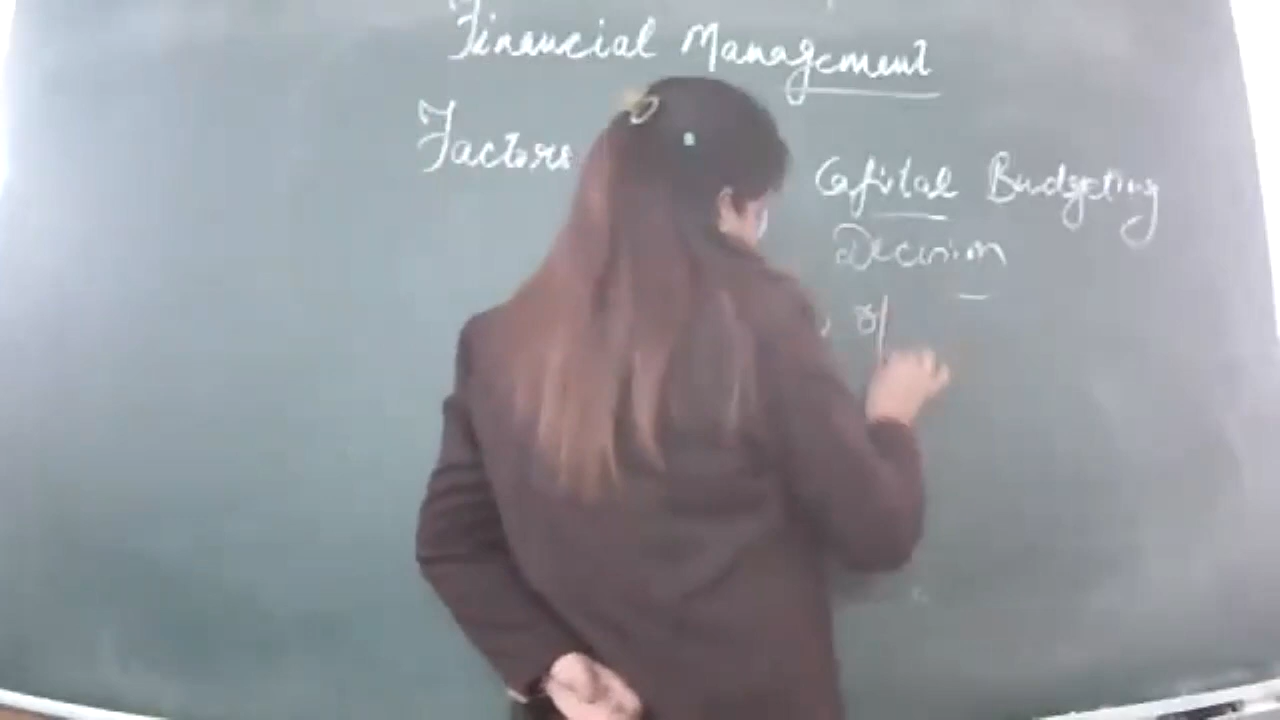 Financial Management
Factors Capital Budgeting
Decision